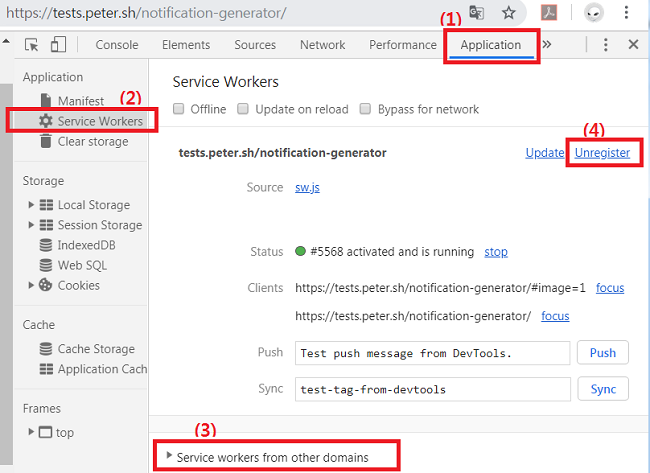 https://tests.peter.sh/notification-generator/
(1)
Console Elements Sources Network Performance Application »
Application
Manifest
(2)
Service Workers
Clear storage
Storage
Local Storage
Session Storage
IndexedDB
Web SQL
Cookies
Cache
Cache Storage
Application Cach
Frames
top
Service Workers
Offline Update on reload Bypass for network
(4)
tests.peter.sh/notification-generator Update Unregister
Source sw.js
Status #5568 activated and is running stop
Clients https://tests.peter.sh/notification-generator/#image=1 focus
https://tests.peter.sh/notification-generator/ focus
Push Test push message from DevTools. Push
Sync test-tag-from-devtools Sync
(3)
Service workers from other domains